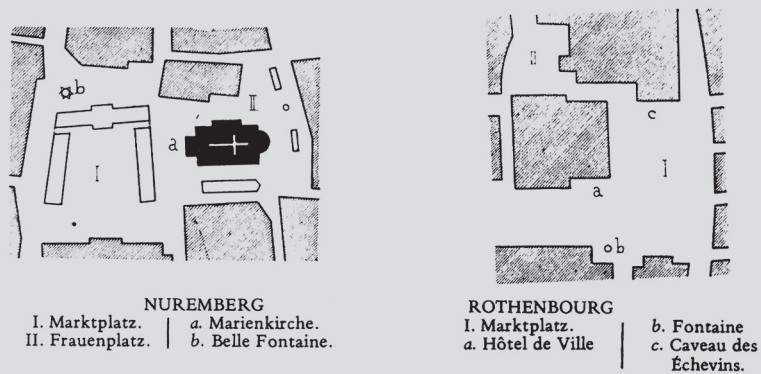 b
II
a
I
NUREMBERG
I. Marktplatz.
II. Frauenplatz.
a. Marienkirche.
b. Belle Fontaine.
II
c
I
a
b
ROTHENBOURG
I. Marktplatz.
a. Hôtel de Ville
b. Fontaine
c. Caveau des
Échevins.